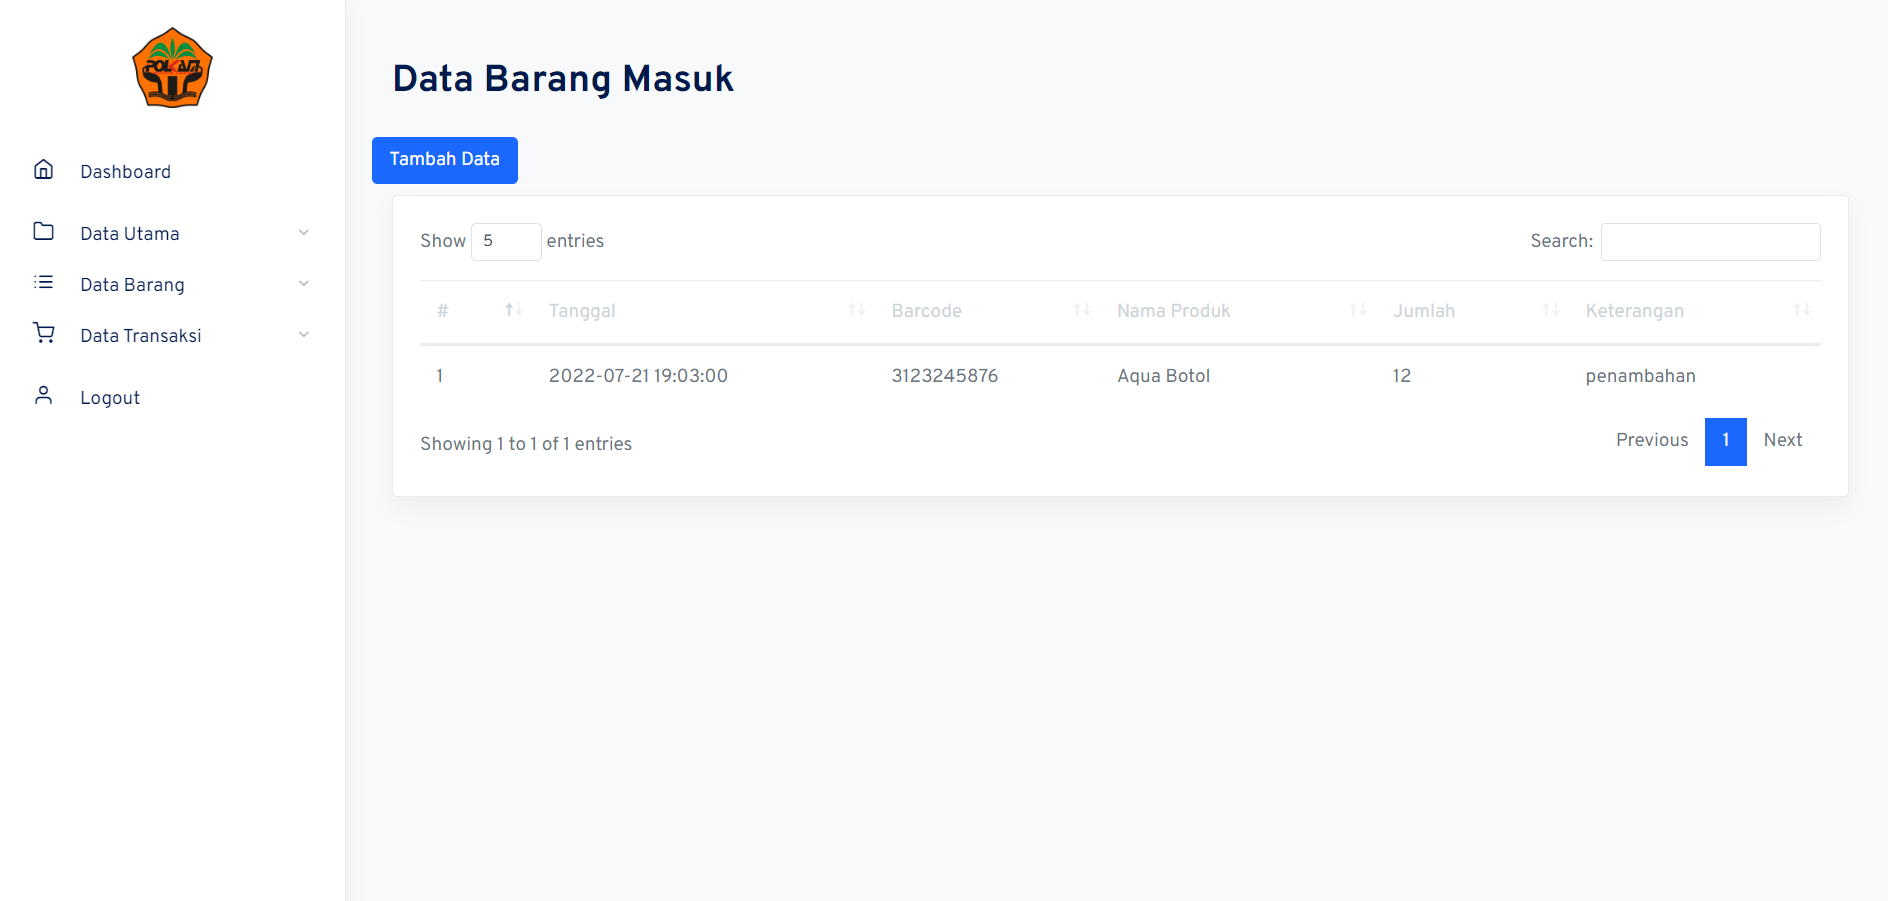 POLKAM
Dashboard
Data Utama
Data Barang
Data Transaksi
Logout
Data Barang Masuk
Tambah Data
Show 5 entries
Search:
# Tanggal Barcode Nama Produk Jumlah Keterangan
1 2022-07-21 19:03:00 3123245876 Aqua Botol 12 penambahan
Showing 1 to 1 of 1 entries
Previous 1 Next